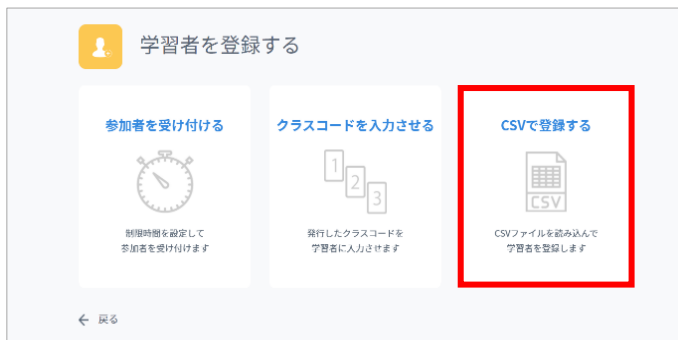 学習者を登録する
参加者を受け付ける
制限時間を設定して
参加者を受け付けます
クラスコードを入力させる
1
2
3
発行したクラスコードを
学習者に入力させます
CSVで登録する
CSV
CSVファイルを読み込んで
学習者を登録します
戻る